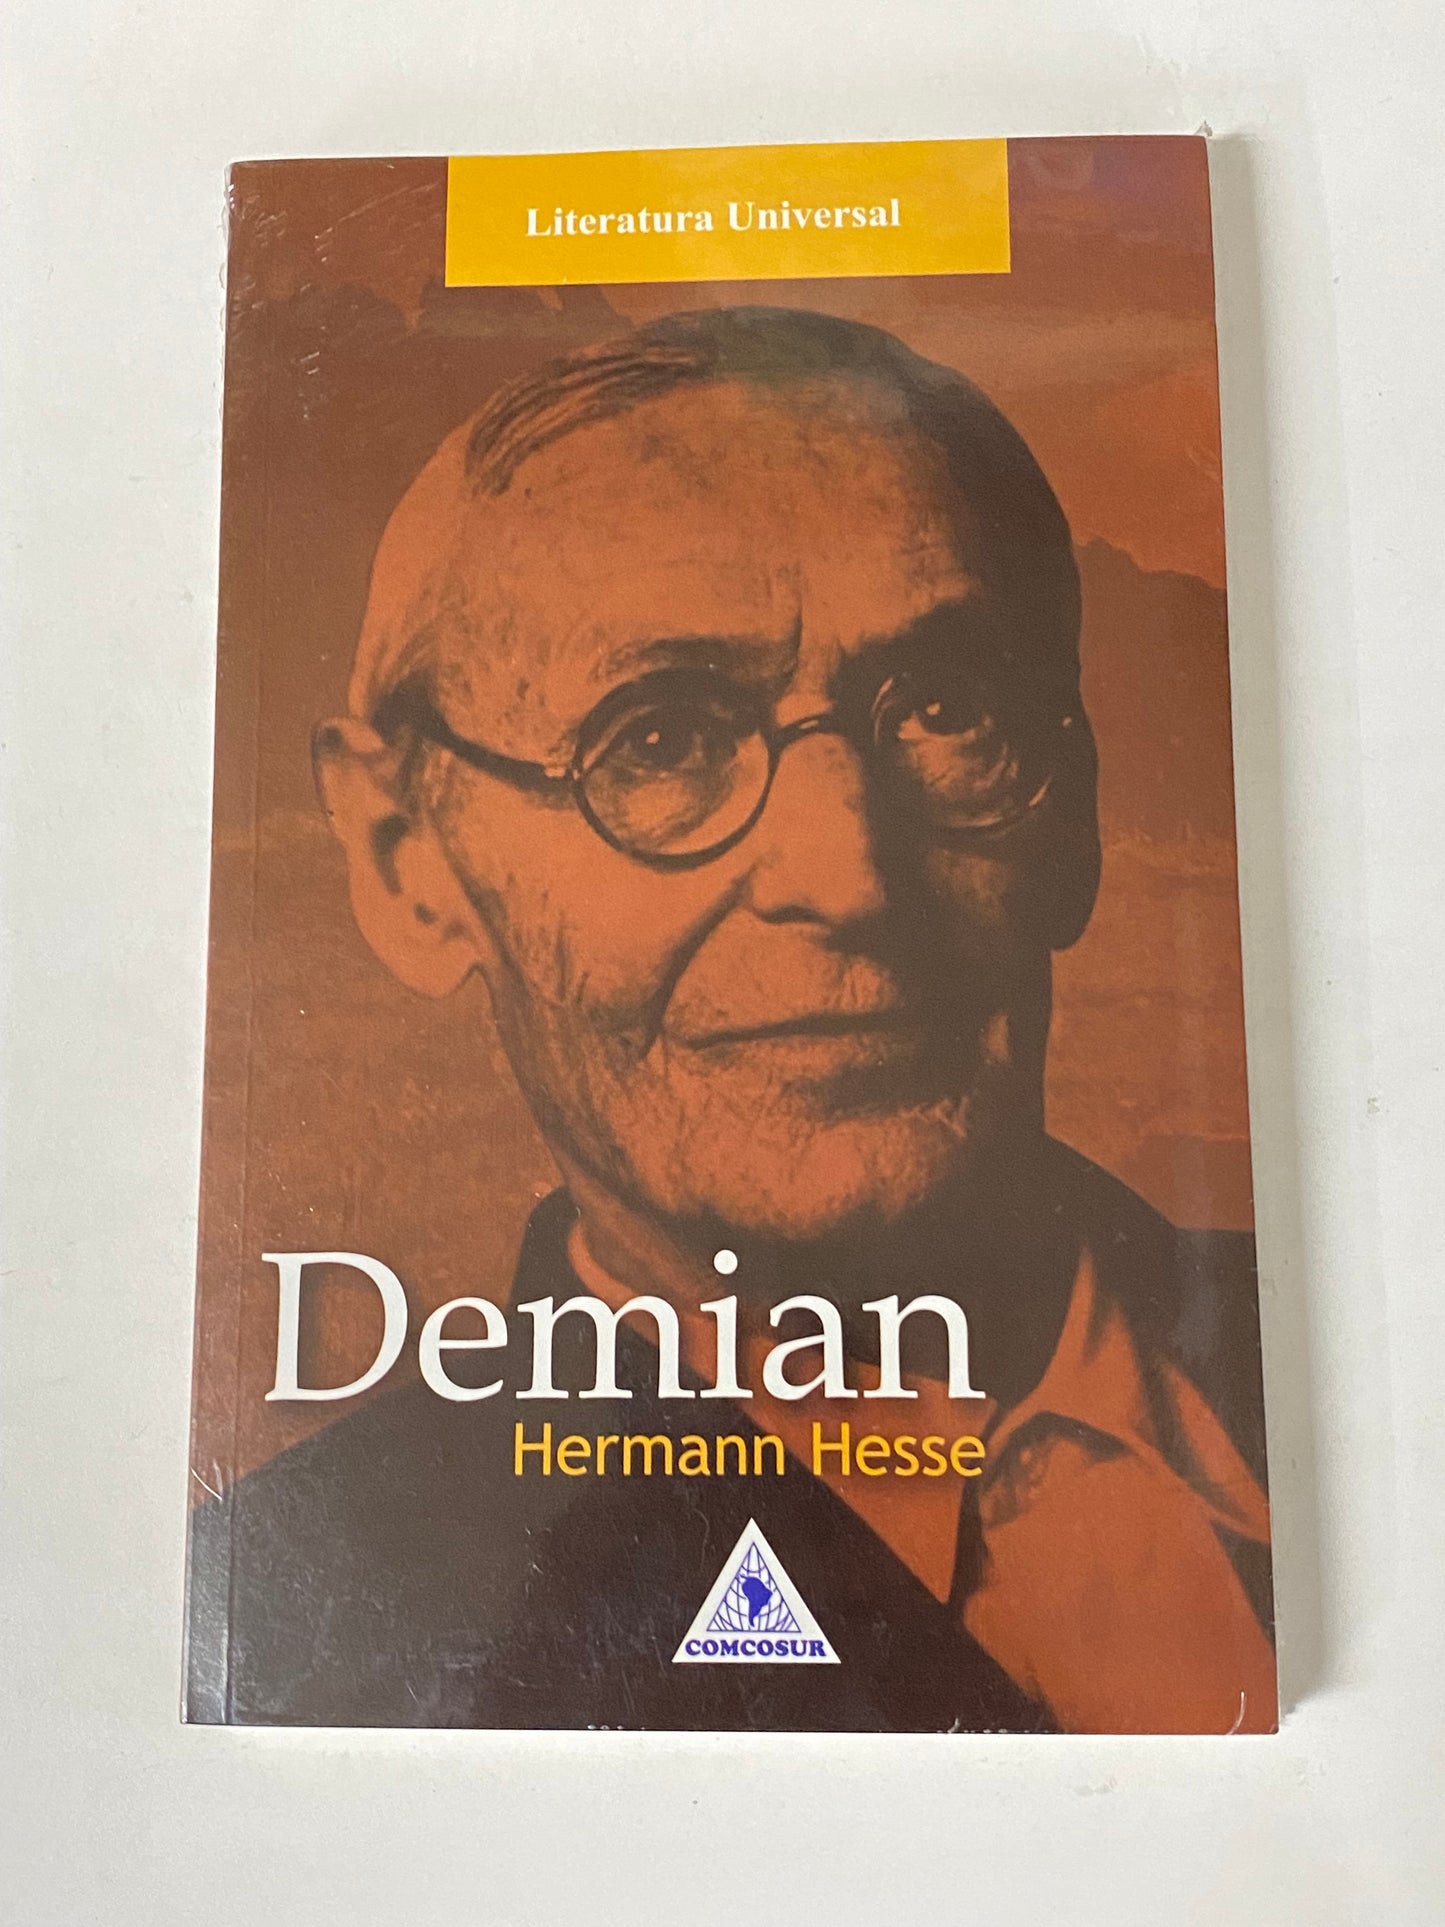 Literatura Universal
Demian
Hermann Hesse
COMCOSUR